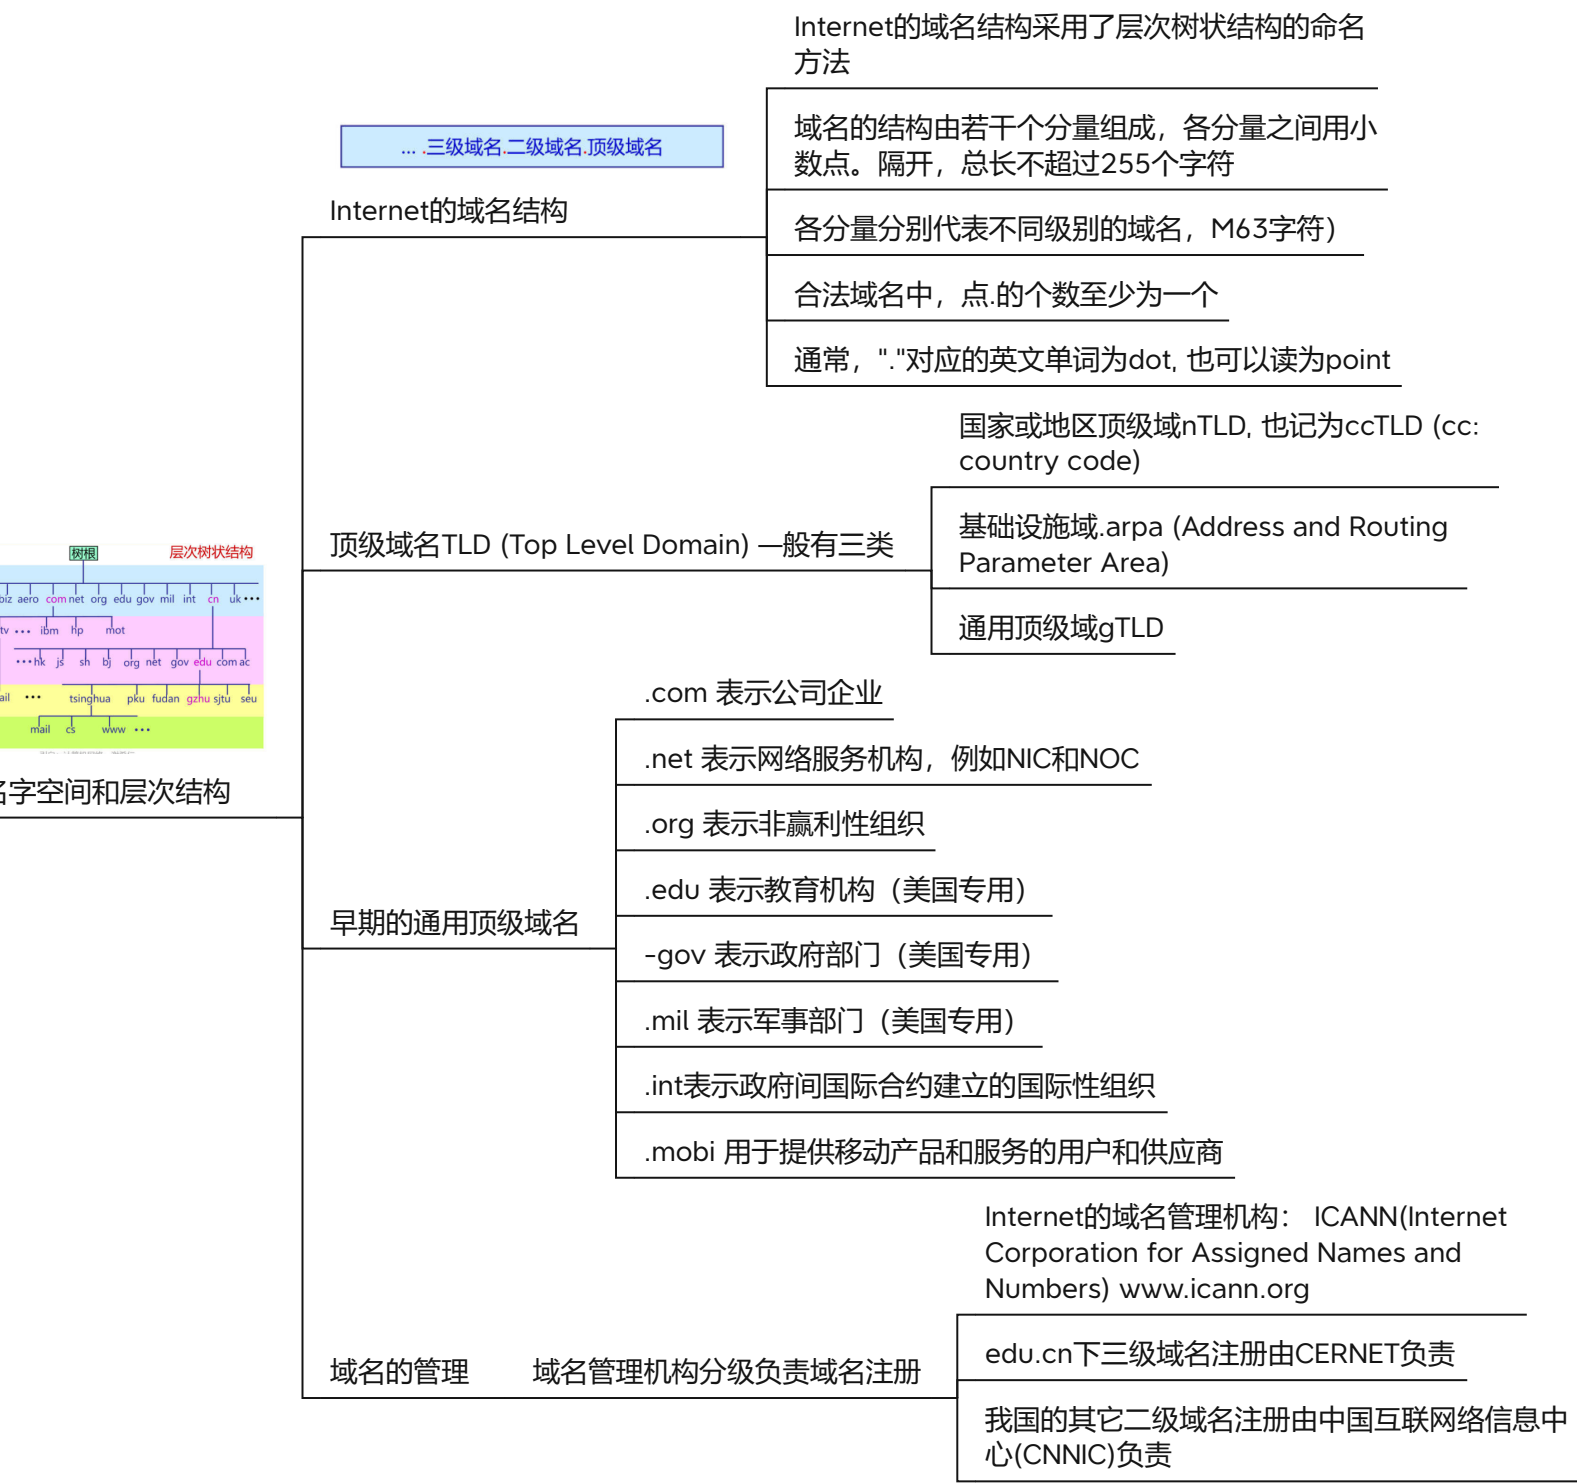 Internet的域名结构采用了层次树状结构的命名
方法
... .三级域名.二级域名.顶级域名
域名的结构由若干个分量组成，各分量之间用小
数点。隔开，总长不超过255个字符
Internet的域名结构
各分量分别代表不同级别的域名，M63字符)
合法域名中，点.的个数至少为一个
通常，"."对应的英文单词为dot, 也可以读为point
国家或地区顶级域nTLD, 也记为ccTLD (cc:
country code)
顶级域名TLD (Top Level Domain) —般有三类
基础设施域.arpa (Address and Routing
Parameter Area)
通用顶级域gTLD
树根
层次树状结构
biz aero com net org edu gov mil int cn uk •••
tv ••• ibm hp mot
•••hk js sh bj org net gov edu com ac
ail ••• tsinghua pku fudan gzhu sjtu seu
mail cs www •••
名字空间和层次结构
.com 表示公司企业
.net 表示网络服务机构，例如NIC和NOC
.org 表示非赢利性组织
.edu 表示教育机构（美国专用）
早期的通用顶级域名
-gov 表示政府部门（美国专用）
.mil 表示军事部门（美国专用）
.int表示政府间国际合约建立的国际性组织
.mobi 用于提供移动产品和服务的用户和供应商
Internet的域名管理机构： ICANN(Internet
Corporation for Assigned Names and
Numbers) www.icann.org
域名的管理
域名管理机构分级负责域名注册
edu.cn下三级域名注册由CERNET负责
我国的其它二级域名注册由中国互联网络信息中
心(CNNIC)负责